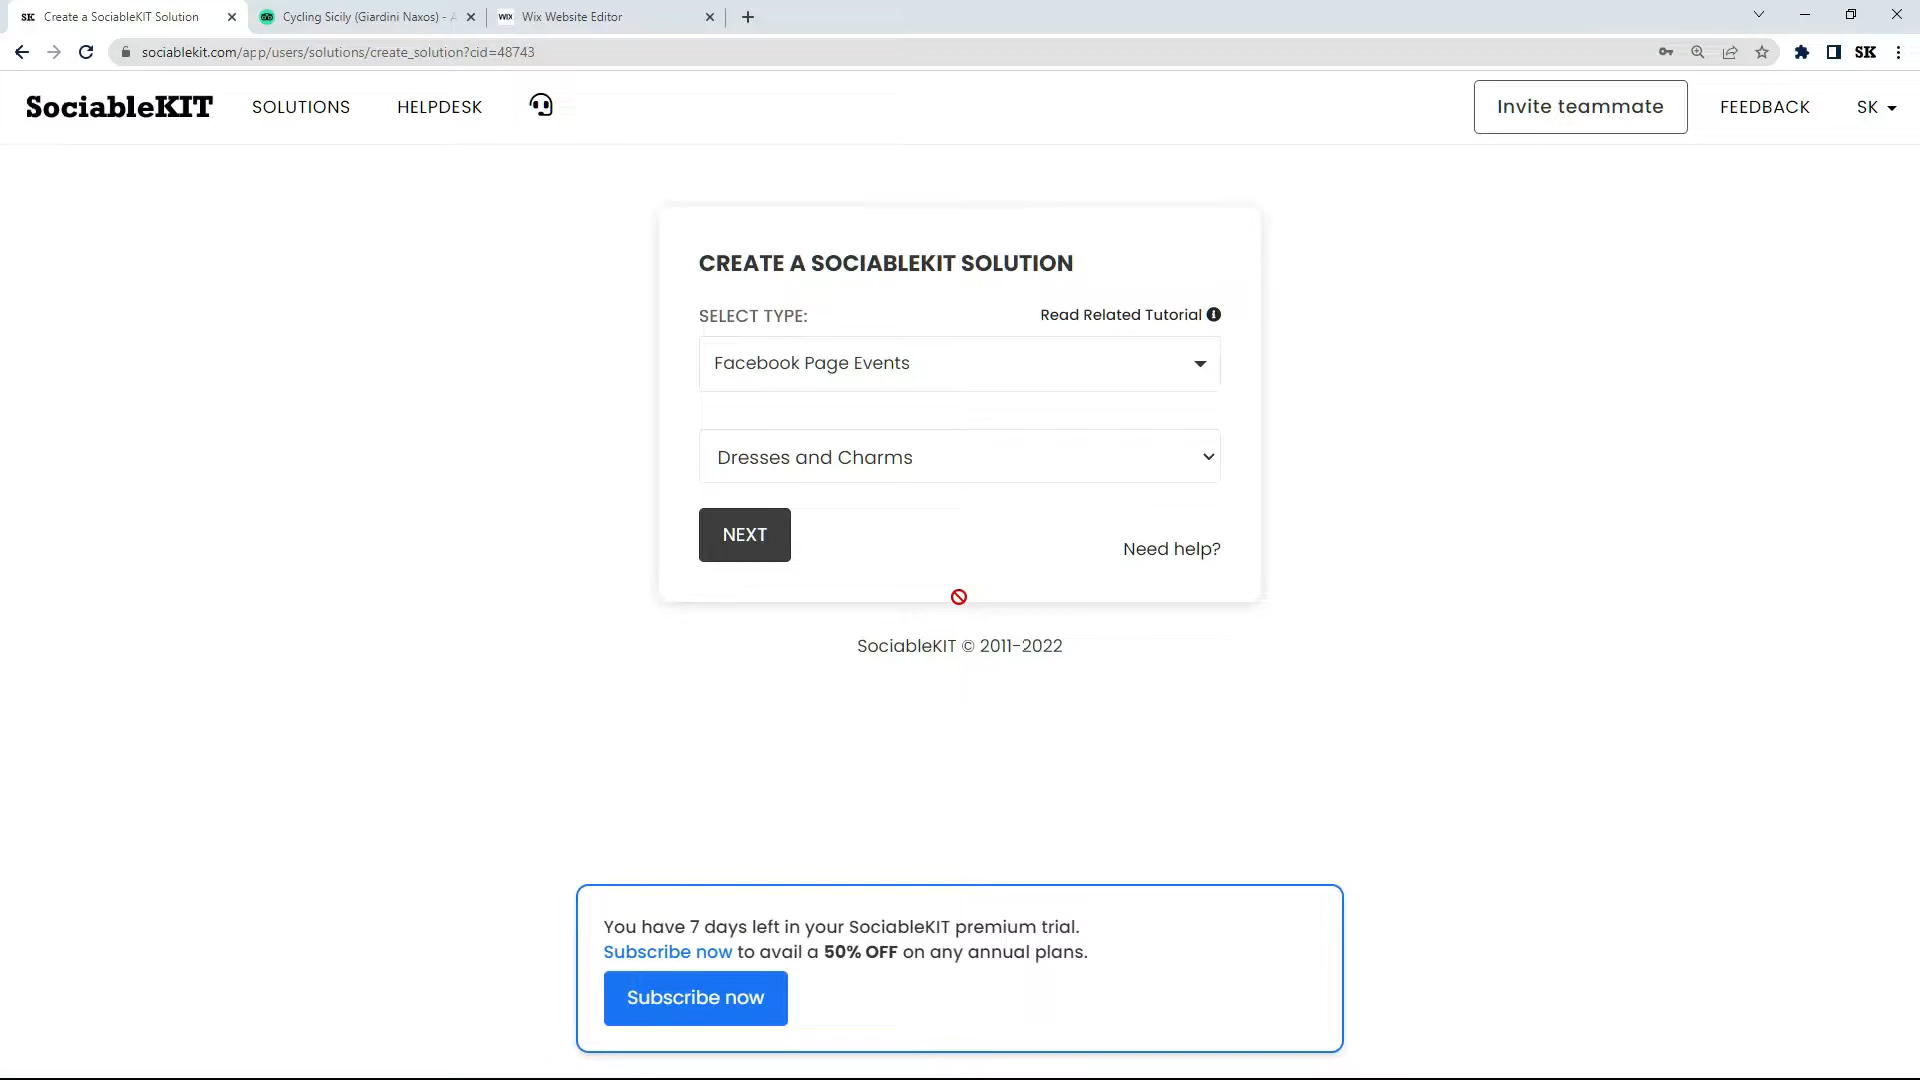 SK Create a SociableKIT Solution
Cycling Sicily (Giardini Naxos) -
WIX Wix Website Editor
sociablekit.com/app/users/solutions/create_solution?cid=48743
SK
SociableKIT
SOLUTIONS
HELPDESK
Invite teammate
FEEDBACK
SK
CREATE A SOCIABLEKIT SOLUTION
SELECT TYPE:
Read Related Tutorial
Facebook Page Events
Dresses and Charms
NEXT
Need help?
SociableKIT © 2011-2022
You have 7 days left in your SociableKIT premium trial.
Subscribe now to avail a 50% OFF on any annual plans.
Subscribe now